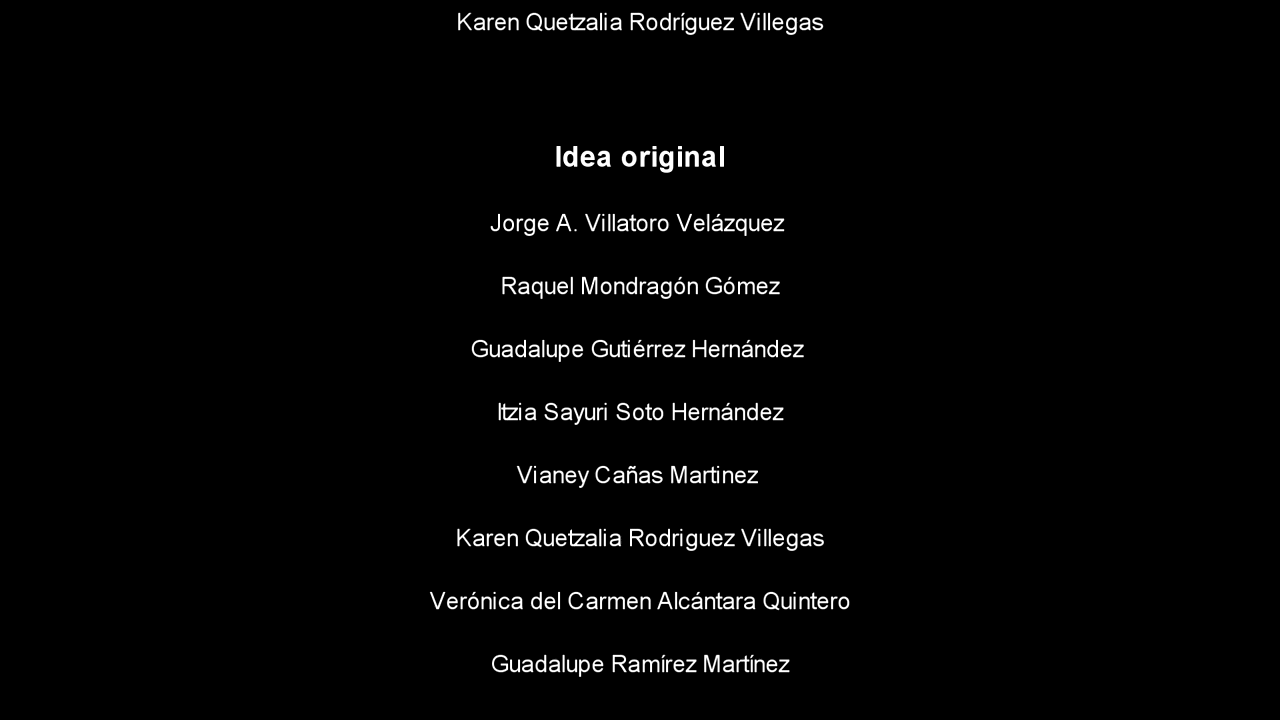 Karen Quetzalia Rodríguez Villegas
Idea original
Jorge A. Villatoro Velázquez
Raquel Mondragón Gómez
Guadalupe Gutiérrez Hernández
Itzia Sayuri Soto Hernández
Vianey Cañas Martinez
Karen Quetzalia Rodriguez Villegas
Verónica del Carmen Alcántara Quintero
Guadalupe Ramírez Martínez